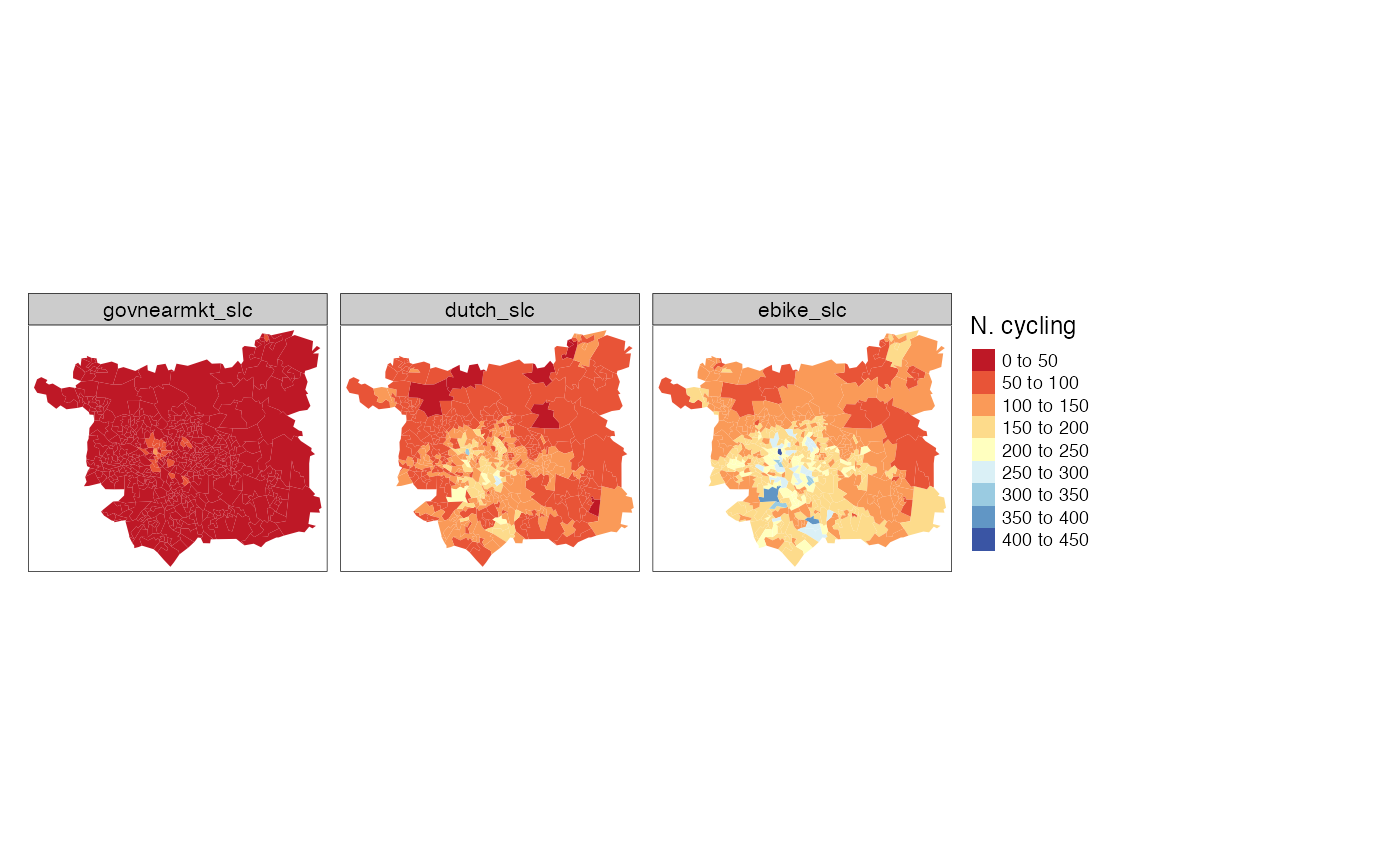 govnearmkt_slc
dutch_slc
ebike_slc
N. cycling
0 to 50
50 to 100
100 to 150
150 to 200
200 to 250
250 to 300
300 to 350
350 to 400
400 to 450